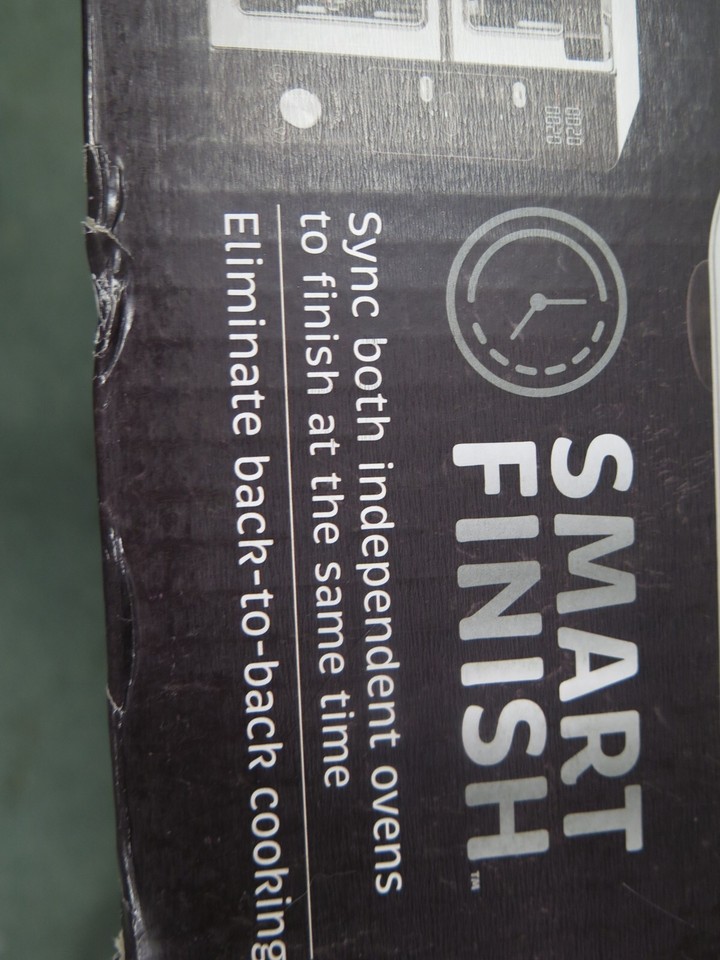 SMART
FINISH™
Sync both independent ovens
to finish at the same time
Eliminate back-to-back cooking